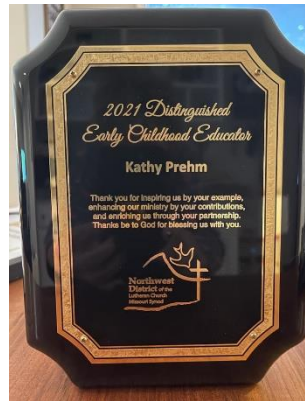 2021 Distinguished
Early Childhood Educator
Kathy Prehm
Thank you for inspiring us by your example,
enhancing our ministry by your contributions,
and enriching us through your partnership.
Thanks be to God for blessing us with you.
Northwest
District of the
Lutheran Church
Missouri Synod